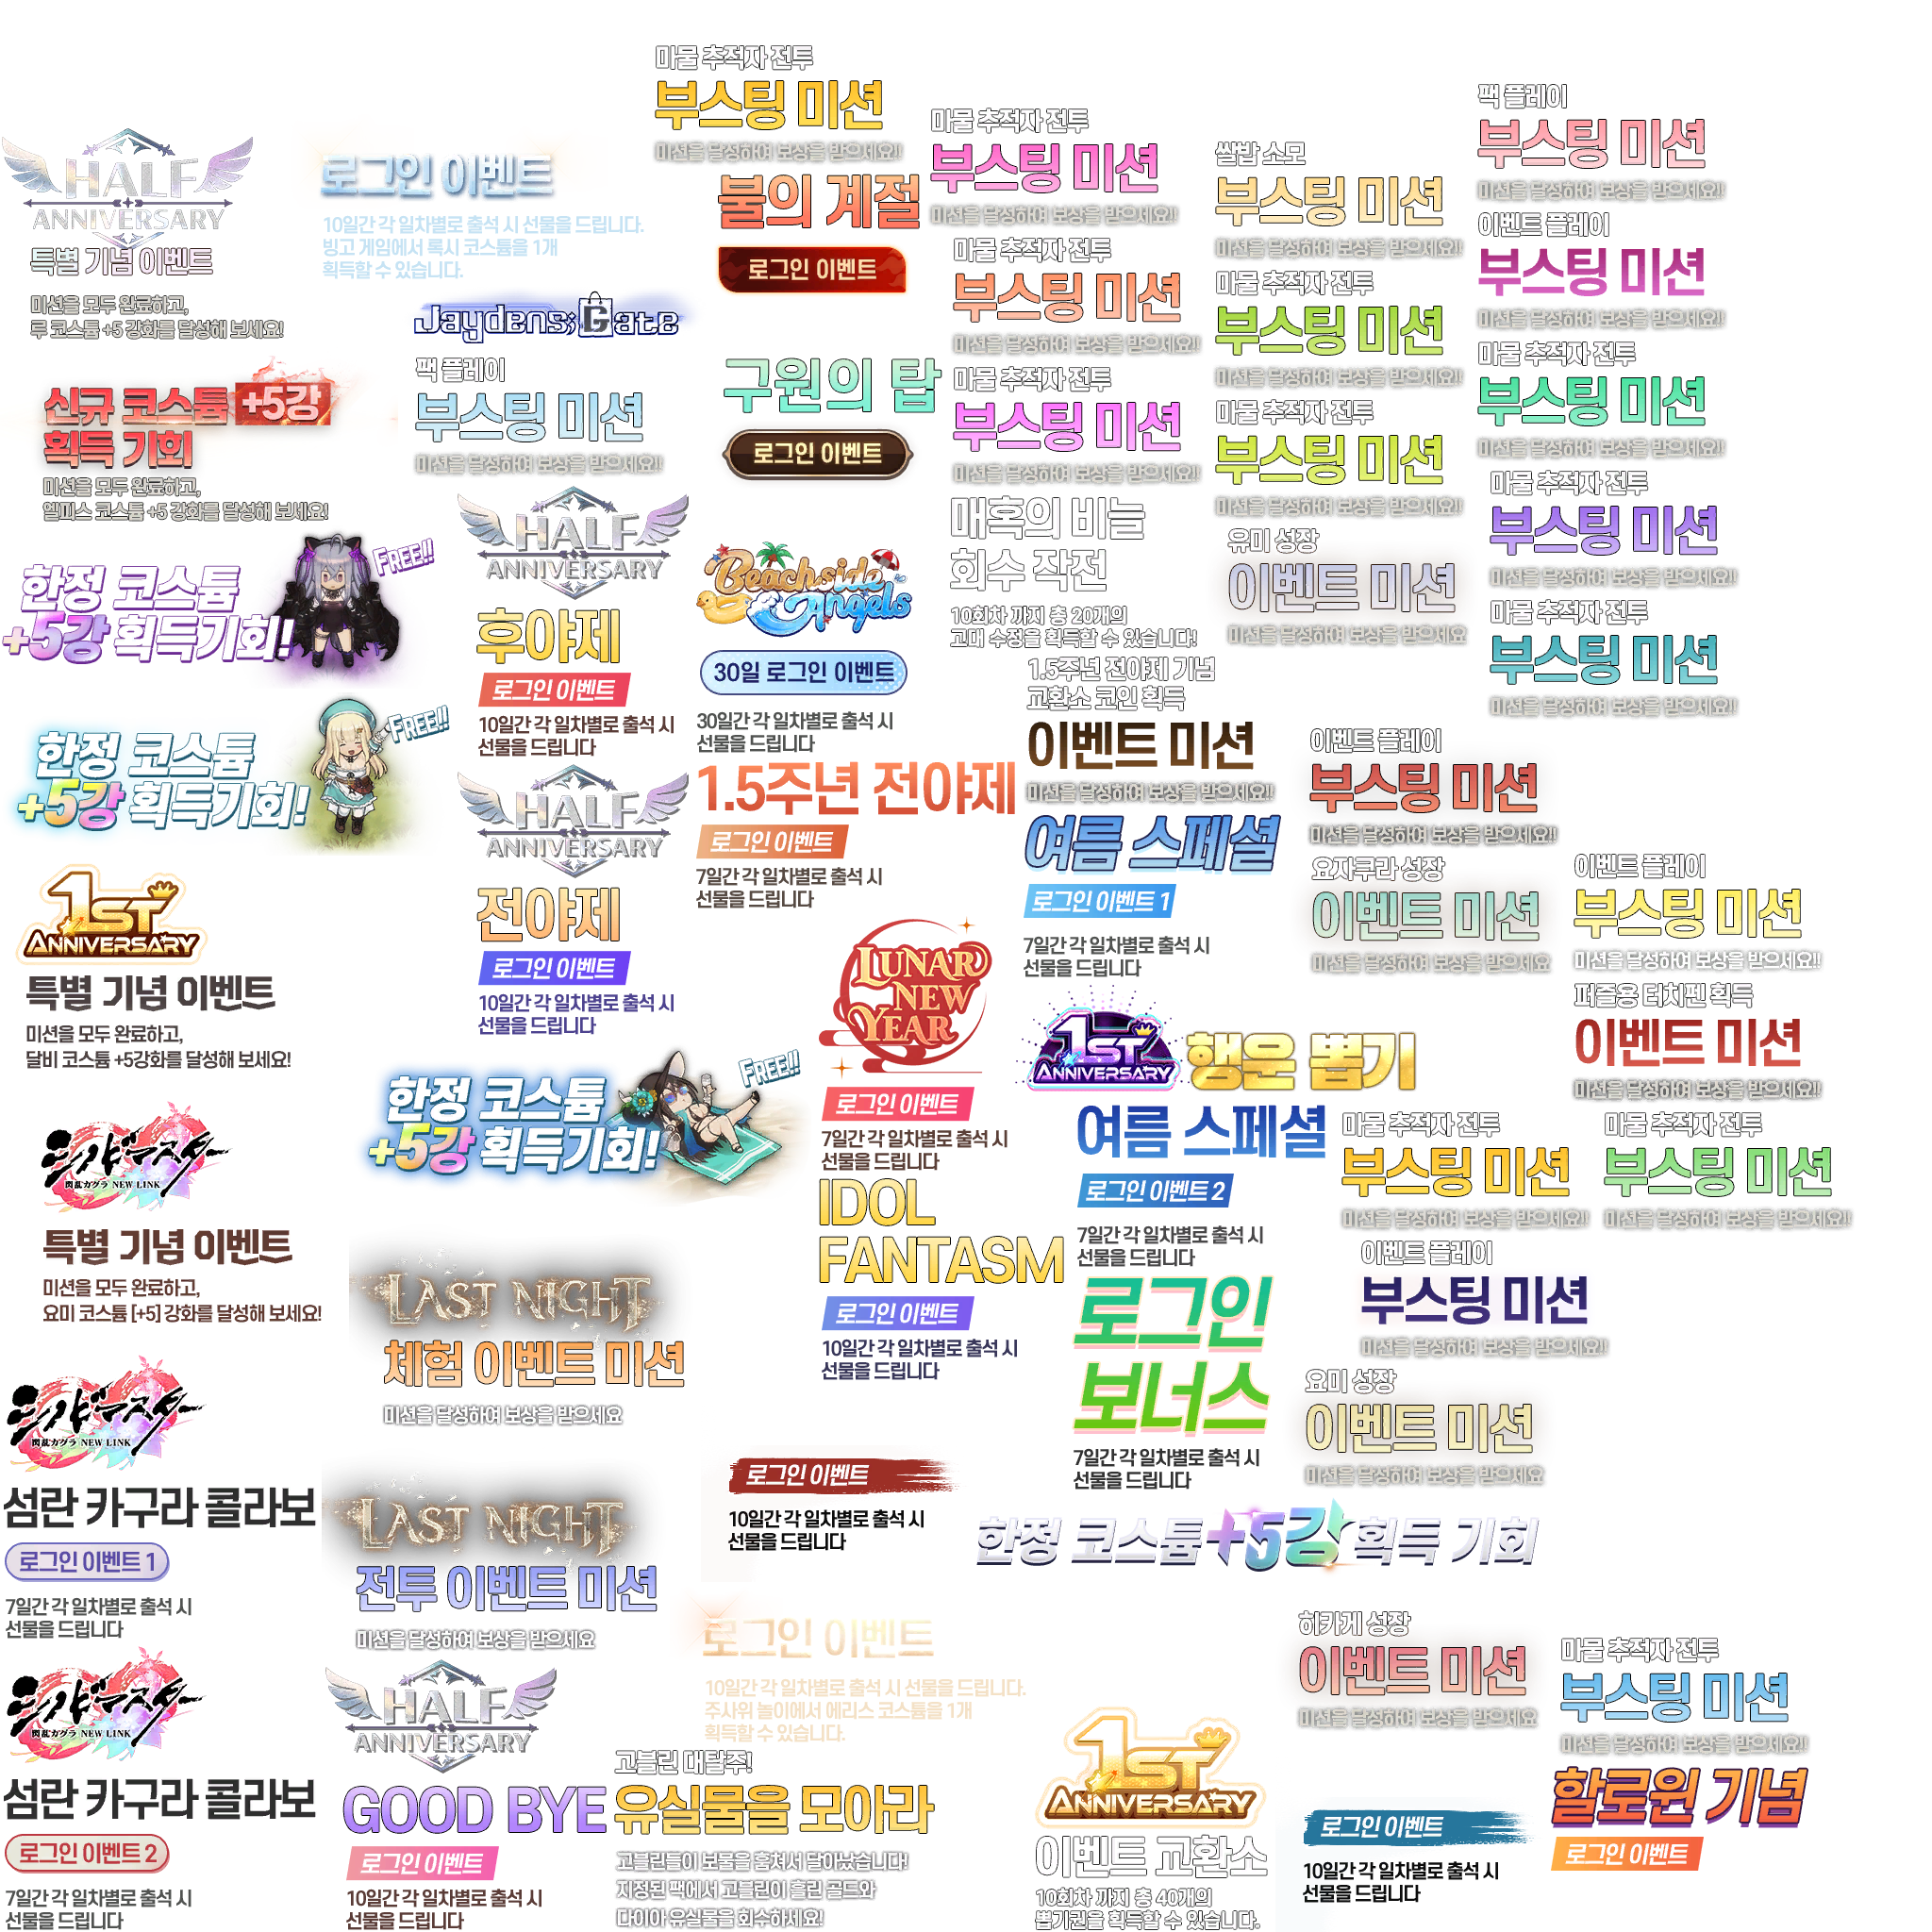 HALF
ANNIVERSARY
특별 기념 이벤트
미션을 모두 완료하고,
루 코스튬 +5 강화를 달성해 보세요!
로그인 이벤트
10일간 각 일차별로 출석 시 선물을 드립니다.
빙고 게임에서 록시 코스튬을 1개
획득할 수 있습니다.
Jaydens;Gate
팩 플레이
부스팅 미션
미션을 달성하여 보상을 받으세요!!
신규 코스튬 +5강
획득 기회
미션을 모두 완료하고,
엘피스 코스튬 +5 강화를 달성해 보세요!
한정 코스튬
+5강 획득기회!
FREE!!
한정 코스튬
+5강 획득기회!
FREE!!
1ST
ANNIVERSARY
특별 기념 이벤트
미션을 모두 완료하고,
달비 코스튬 +5강화를 달성해 보세요!
シノビマスター
閃乱カグラ NEW LINK
특별 기념 이벤트
미션을 모두 완료하고,
요미 코스튬 [+5] 강화를 달성해 보세요!
シノビマスター
閃乱カグラ NEW LINK
섬란 카구라 콜라보
로그인 이벤트 1
7일간 각 일차별로 출석 시
선물을 드립니다
シノビマスター
閃乱カグラ NEW LINK
섬란 카구라 콜라보
로그인 이벤트 2
7일간 각 일차별로 출석 시
선물을 드립니다
HALF
ANNIVERSARY
후야제
로그인 이벤트
10일간 각 일차별로 출석 시
선물을 드립니다
HALF
ANNIVERSARY
전야제
로그인 이벤트
10일간 각 일차별로 출석 시
선물을 드립니다
한정 코스튬
+5강 획득기회!
FREE!!
LAST NIGHT
체험 이벤트 미션
미션을 달성하여 보상을 받으세요
LAST NIGHT
전투 이벤트 미션
미션을 달성하여 보상을 받으세요
HALF
ANNIVERSARY
GOOD BYE
로그인 이벤트
10일간 각 일차별로 출석 시
선물을 드립니다
마물 추적자 전투
부스팅 미션
미션을 달성하여 보상을 받으세요!!
불의 계절
로그인 이벤트
구원의 탑
로그인 이벤트
Beachside
Angels
30일 로그인 이벤트
30일간 각 일차별로 출석 시
선물을 드립니다
1.5주년 전야제
로그인 이벤트
7일간 각 일차별로 출석 시
선물을 드립니다
LUNAR
NEW
YEAR
로그인 이벤트
7일간 각 일차별로 출석 시
선물을 드립니다
IDOL
FANTASM
로그인 이벤트
10일간 각 일차별로 출석 시
선물을 드립니다
로그인 이벤트
10일간 각 일차별로 출석 시
선물을 드립니다
로그인 이벤트
10일간 각 일차별로 출석 시 선물을 드립니다.
주사위 놀이에서 에리스 코스튬을 1개
획득할 수 있습니다.
고블린 대탈주!
유실물을 모아라
고블린들이 보물을 훔쳐서 달아났습니다!
지정된 팩에서 고블린이 흘린 골드와
다이아 유실물을 회수하세요!
마물 추적자 전투
부스팅 미션
미션을 달성하여 보상을 받으세요!!
마물 추적자 전투
부스팅 미션
미션을 달성하여 보상을 받으세요!!
마물 추적자 전투
부스팅 미션
미션을 달성하여 보상을 받으세요!!
매혹의 비늘
회수 작전
10회차 까지 총 20개의
고대 수정을 획득할 수 있습니다!
1.5주년 전야제 기념
교환소 코인 획득
이벤트 미션
미션을 달성하여 보상을 받으세요!!
여름 스페셜
로그인 이벤트 1
7일간 각 일차별로 출석 시
선물을 드립니다
1ST
ANNIVERSARY
행운 뽑기
여름 스페셜
로그인 이벤트 2
7일간 각 일차별로 출석 시
선물을 드립니다
로그인
보너스
7일간 각 일차별로 출석 시
선물을 드립니다
한정 코스튬 +5강 획득 기회
1ST
ANNIVERSARY
이벤트 교환소
10회차 까지 총 40개의
뽑기권을 획득할 수 있습니다.
쌀밥 소모
부스팅 미션
미션을 달성하여 보상을 받으세요!!
마물 추적자 전투
부스팅 미션
미션을 달성하여 보상을 받으세요!!
마물 추적자 전투
부스팅 미션
미션을 달성하여 보상을 받으세요!!
유미 성장
이벤트 미션
미션을 달성하여 보상을 받으세요
이벤트 플레이
부스팅 미션
미션을 달성하여 보상을 받으세요!!
요자쿠라 성장
이벤트 미션
미션을 달성하여 보상을 받으세요
마물 추적자 전투
부스팅 미션
미션을 달성하여 보상을 받으세요!!
이벤트 플레이
부스팅 미션
미션을 달성하여 보상을 받으세요!!
요미 성장
이벤트 미션
미션을 달성하여 보상을 받으세요
히카게 성장
이벤트 미션
미션을 달성하여 보상을 받으세요
로그인 이벤트
10일간 각 일차별로 출석 시
선물을 드립니다
팩 플레이
부스팅 미션
미션을 달성하여 보상을 받으세요!!
이벤트 플레이
부스팅 미션
미션을 달성하여 보상을 받으세요!!
마물 추적자 전투
부스팅 미션
미션을 달성하여 보상을 받으세요!!
마물 추적자 전투
부스팅 미션
미션을 달성하여 보상을 받으세요!!
마물 추적자 전투
부스팅 미션
미션을 달성하여 보상을 받으세요!!
이벤트 플레이
부스팅 미션
미션을 달성하여 보상을 받으세요!!
퍼즐용 터치펜 획득
이벤트 미션
미션을 달성하여 보상을 받으세요!!
마물 추적자 전투
부스팅 미션
미션을 달성하여 보상을 받으세요!!
마물 추적자 전투
부스팅 미션
미션을 달성하여 보상을 받으세요!!
할로윈 기념
로그인 이벤트